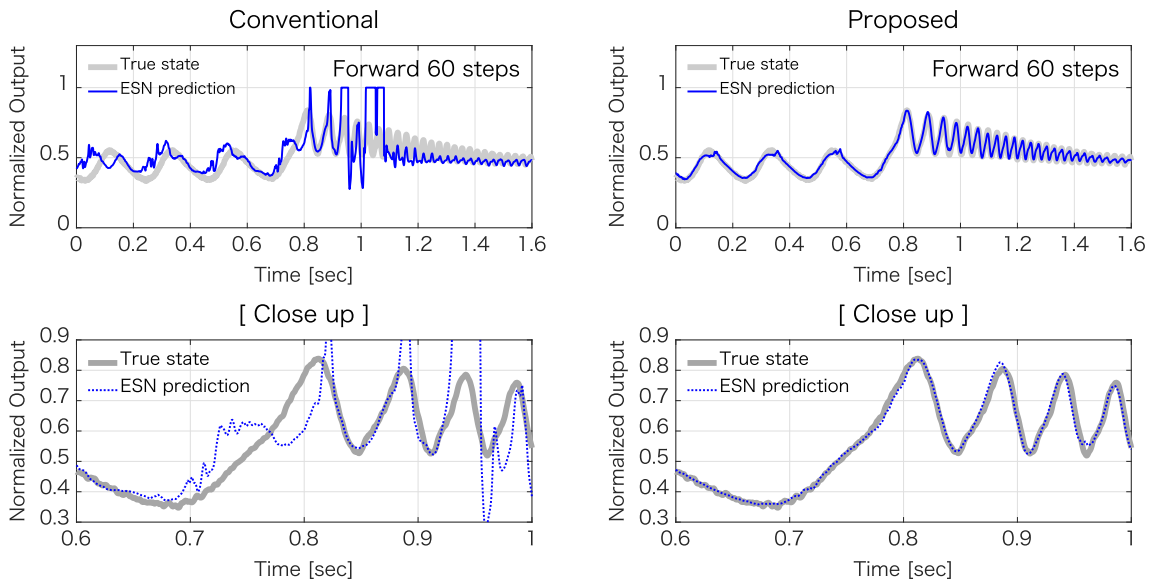 Conventional
Normalized Output
1
0.5
0
True state
ESN prediction
Forward 60 steps
0 0.2 0.4 0.6 0.8 1 1.2 1.4 1.6
Time [sec]
Proposed
Normalized Output
1
0.5
0
True state
ESN prediction
Forward 60 steps
0 0.2 0.4 0.6 0.8 1 1.2 1.4 1.6
Time [sec]
[ Close up ]
Normalized Output
0.9
0.8
0.7
0.6
0.5
0.4
0.3
True state
ESN prediction
0.6 0.7 0.8 0.9 1
Time [sec]
[ Close up ]
Normalized Output
0.9
0.8
0.7
0.6
0.5
0.4
0.3
True state
ESN prediction
0.6 0.7 0.8 0.9 1
Time [sec]